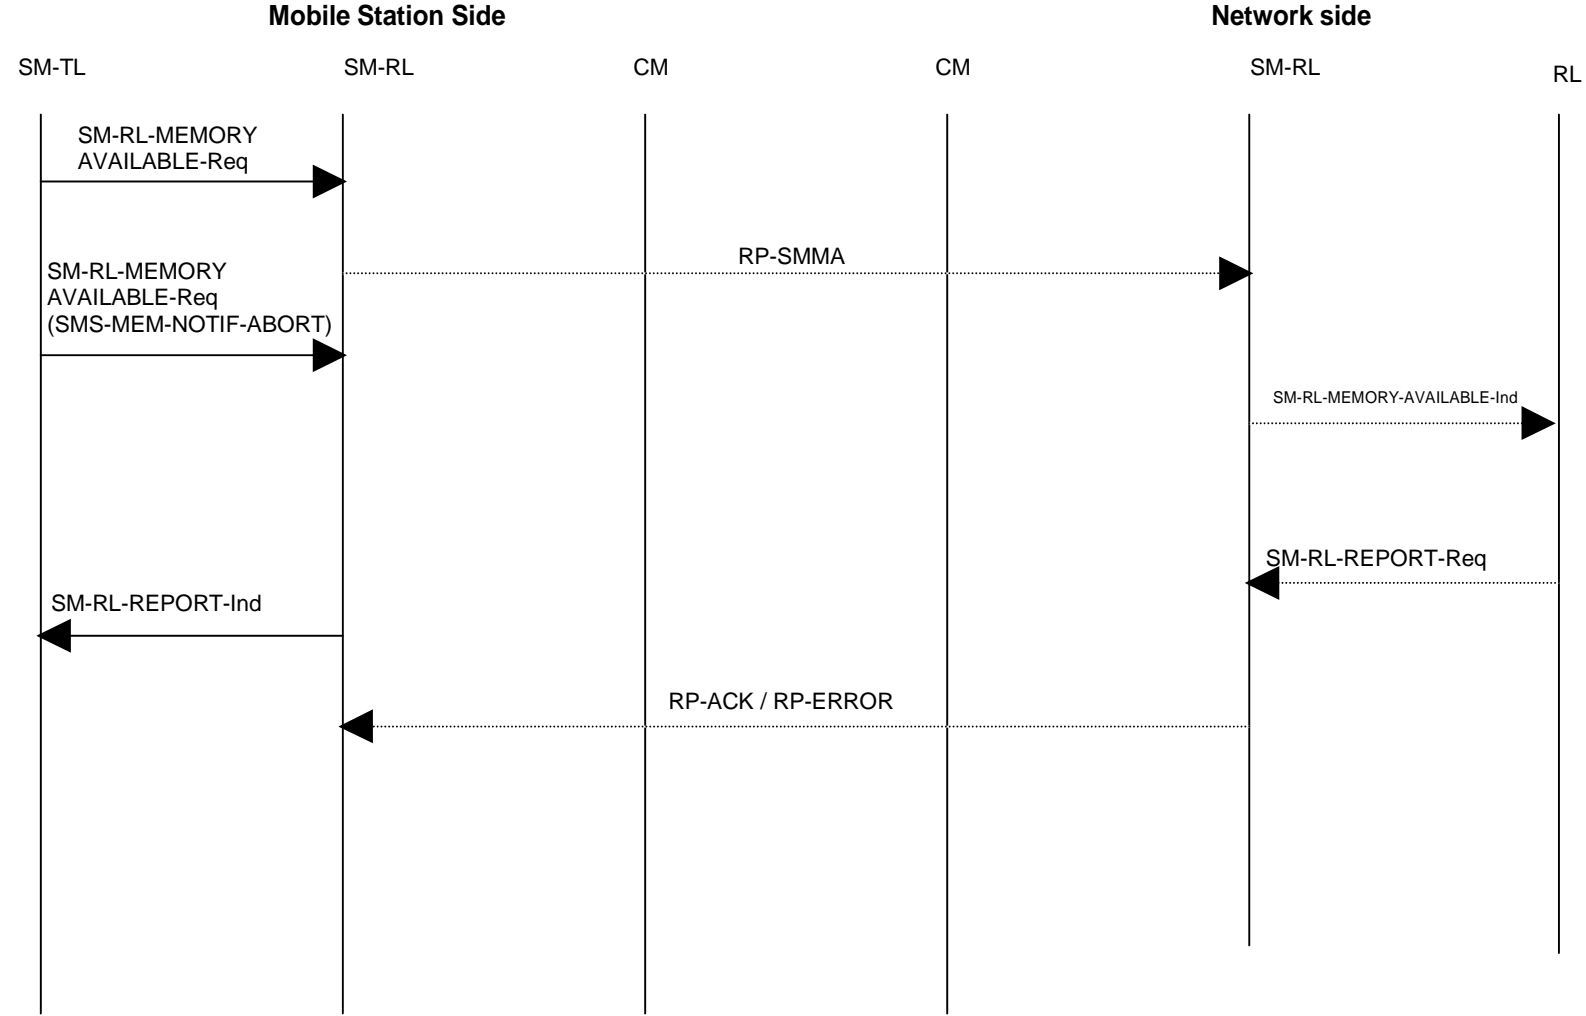 Mobile Station Side
Network side
SM-TL
SM-RL
CM
CM
SM-RL
RL
SM-RL-MEMORY
AVAILABLE-Req
RP-SMMA
SM-RL-MEMORY
AVAILABLE-Req
(SMS-MEM-NOTIF-ABORT)
SM-RL-MEMORY-AVAILABLE-Ind
SM-RL-REPORT-Req
SM-RL-REPORT-Ind
RP-ACK / RP-ERROR